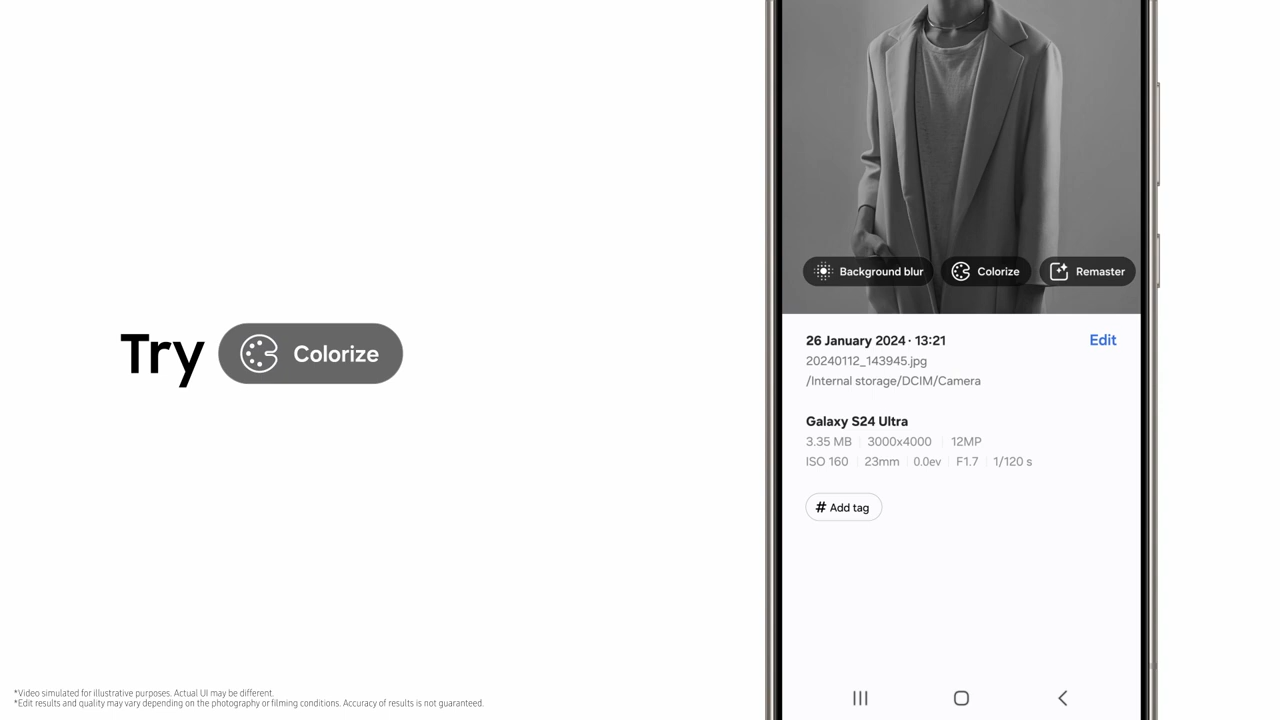 Try Colorize
Background blur
Colorize
Remaster
26 January 2024 · 13:21
Edit
20240112_143945.jpg
/Internal storage/DCIM/Camera
Galaxy S24 Ultra
3.35 MB 3000x4000 12MP
ISO 160 23mm 0.0ev F1.7 1/120 s
# Add tag
*Video simulated for illustrative purposes. Actual UI may be different.
*Edit results and quality may vary depending on the photography or filming conditions. Accuracy of results is not guaranteed.